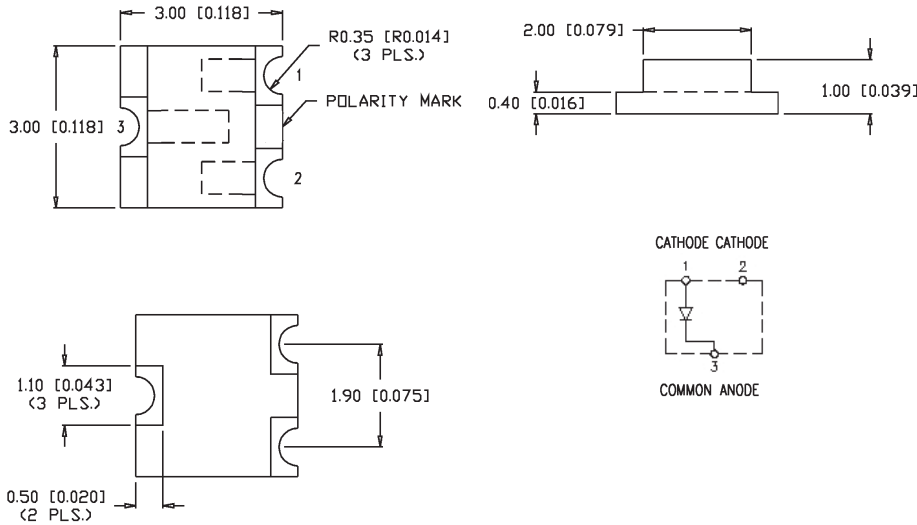 3.00 [0.118]
R0.35 [R0.014]
(3 PLS.)
1
POLARITY MARK
3.00 [0.118]
3
2
2.00 [0.079]
0.40 [0.016]
1.00 [0.039]
CATHODE CATHODE
1 2
3
COMMON ANODE
1.10 [0.043]
(3 PLS.)
1.90 [0.075]
0.50 [0.020]
(2 PLS.)